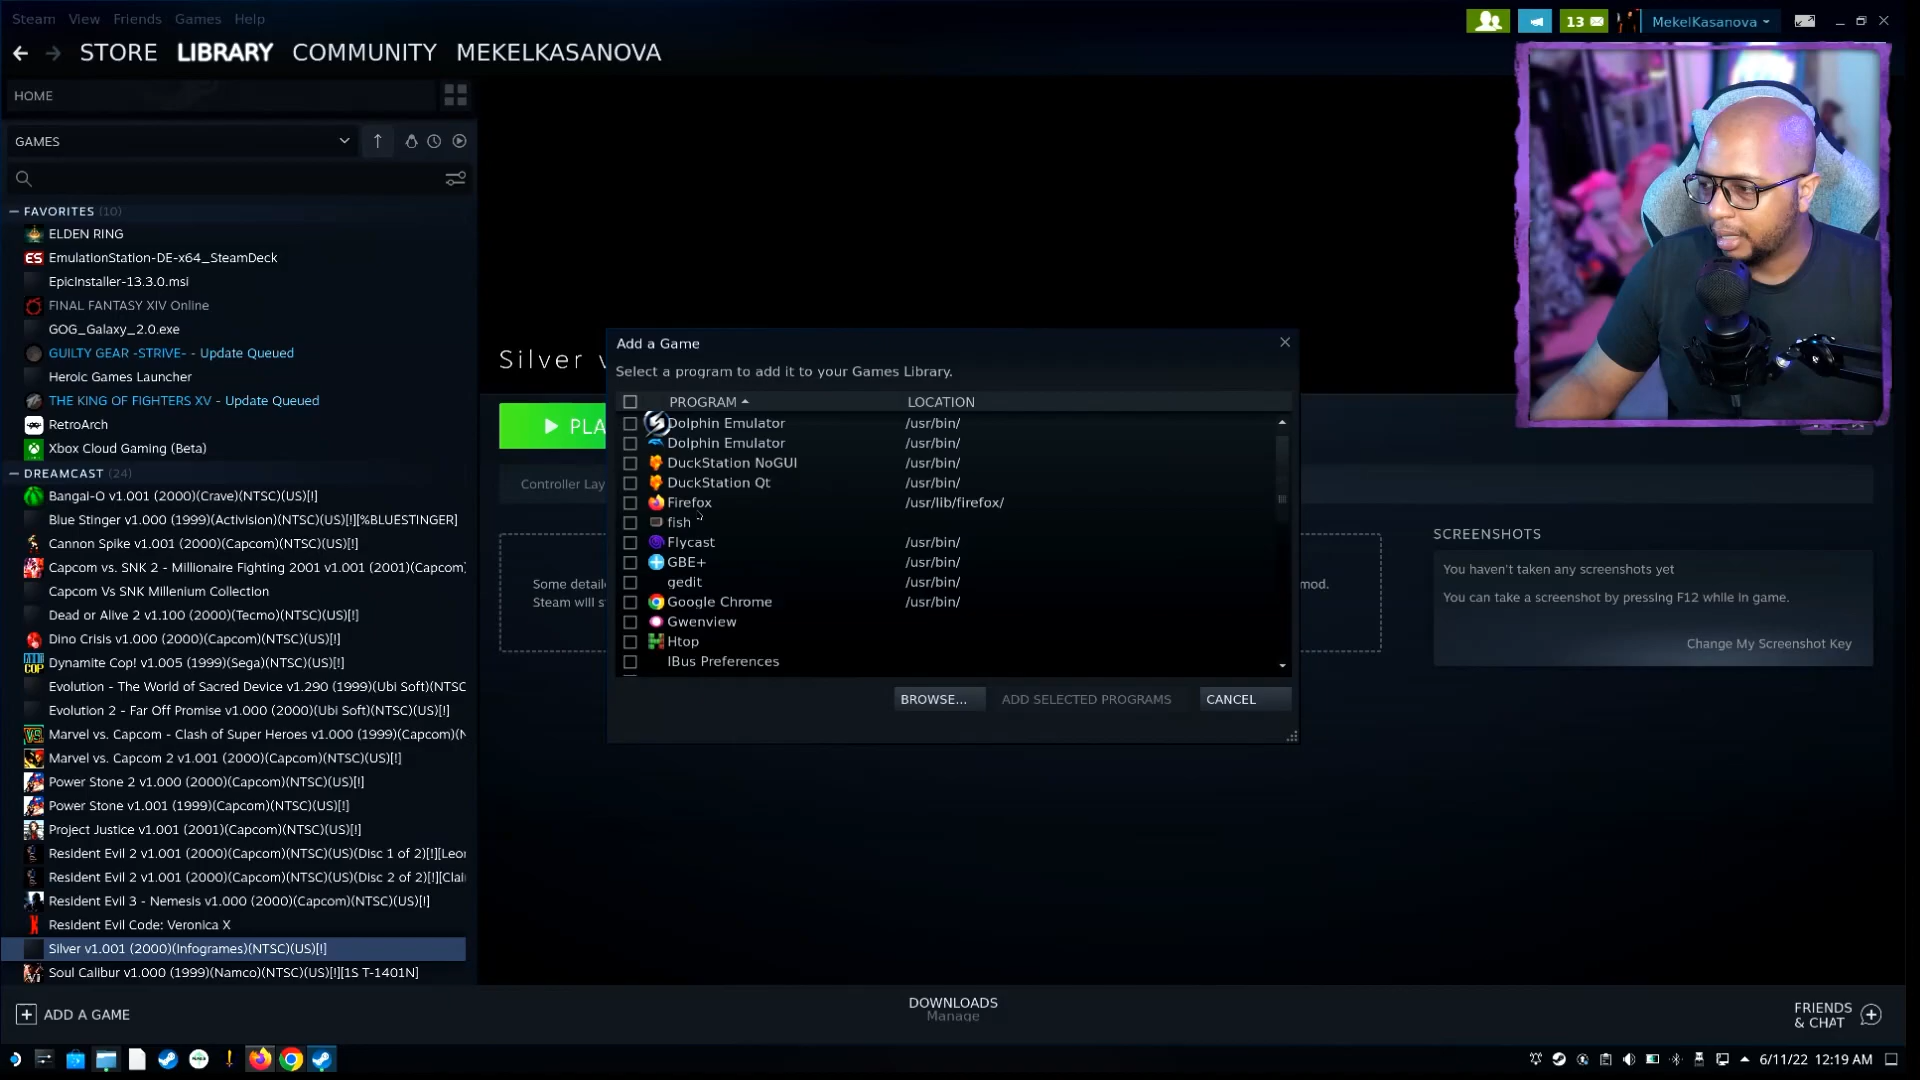 Steam View Friends Games Help
13 MekelKasanova
STORE LIBRARY COMMUNITY MEKELKASANOVA
HOME
GAMES
FAVORITES (10)
ELDEN RING
ES EmulationStation-DE-x64_SteamDeck
EpicInstaller-13.3.0.msi
FINAL FANTASY XIV Online
GOG_Galaxy_2.0.exe
GUILTY GEAR -STRIVE- - Update Queued
Heroic Games Launcher
THE KING OF FIGHTERS XV - Update Queued
RetroArch
Xbox Cloud Gaming (Beta)
DREAMCAST (24)
Bangai-O v1.001 (2000)(Crave)(NTSC)(US)[!]
Blue Stinger v1.000 (1999)(Activision)(NTSC)(US)[!][%BLUESTINGER]
Cannon Spike v1.001 (2000)(Capcom)(NTSC)(US)[!]
Capcom vs. SNK 2 - Millionaire Fighting 2001 v1.001 (2001)(Capcom)
Capcom Vs SNK Millenium Collection
Dead or Alive 2 v1.100 (2000)(Tecmo)(NTSC)(US)[!]
Dino Crisis v1.000 (2000)(Capcom)(NTSC)(US)[!]
Dynamite Cop! v1.005 (1999)(Sega)(NTSC)(US)[!]
Evolution - The World of Sacred Device v1.290 (1999)(Ubi Soft)(NTSC
Evolution 2 - Far Off Promise v1.000 (2000)(Ubi Soft)(NTSC)(US)[!]
Marvel vs. Capcom - Clash of Super Heroes v1.000 (1999)(Capcom)(N
Marvel vs. Capcom 2 v1.001 (2000)(Capcom)(NTSC)(US)[!]
Power Stone 2 v1.000 (2000)(Capcom)(NTSC)(US)[!]
Power Stone v1.001 (1999)(Capcom)(NTSC)(US)[!]
Project Justice v1.001 (2001)(Capcom)(NTSC)(US)[!]
Resident Evil 2 v1.001 (2000)(Capcom)(NTSC)(US)(Disc 1 of 2)[!][Leon
Resident Evil 2 v1.001 (2000)(Capcom)(NTSC)(US)(Disc 2 of 2)[!][Clai
Resident Evil 3 - Nemesis v1.000 (2000)(Capcom)(NTSC)(US)[!]
Resident Evil Code: Veronica X
Silver v1.001 (2000)(Infogrames)(NTSC)(US)[!]
Soul Calibur v1.000 (1999)(Namco)(NTSC)(US)[!][1S T-1401N]
ADD A GAME
Silver v
PLA
Controller Lay
Some detail
Steam will s
nod.
Add a Game
Select a program to add it to your Games Library.
PROGRAM LOCATION
Dolphin Emulator /usr/bin/
Dolphin Emulator /usr/bin/
DuckStation NoGUI /usr/bin/
DuckStation Qt /usr/bin/
Firefox /usr/lib/firefox/
fish
Flycast /usr/bin/
GBE+ /usr/bin/
gedit /usr/bin/
Google Chrome /usr/bin/
Gwenview
Htop
IBus Preferences
BROWSE... ADD SELECTED PROGRAMS CANCEL
SCREENSHOTS
You haven't taken any screenshots yet
You can take a screenshot by pressing F12 while in game.
Change My Screenshot Key
DOWNLOADS
Manage
FRIENDS
& CHAT
6/11/22 12:19 AM